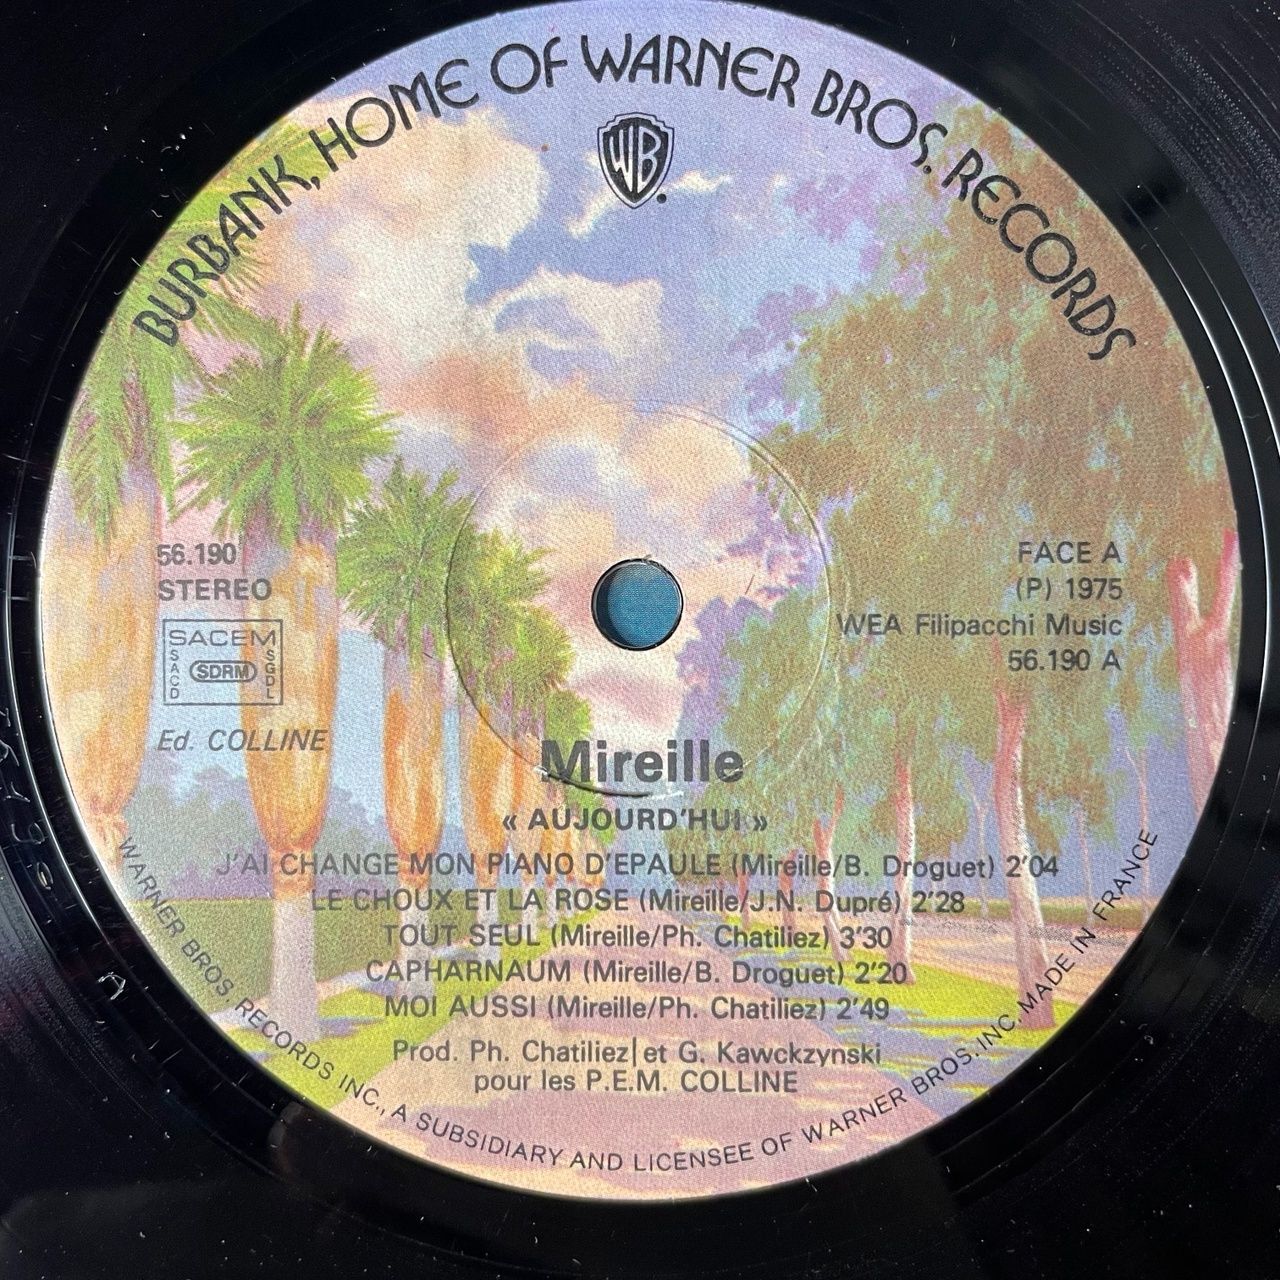 BURBANK, HOME OF WARNER BROS. RECORDS
WB
56.190
STEREO
SACEM
SACD
SDRM
SGDL
Ed. COLLINE
FACE A
(P) 1975
WEA Filipacchi Music
56.190 A
Mireille
« AUJOURD'HUI »
J'AI CHANGE MON PIANO D'EPAULE (Mireille/B. Droguet) 2'04
LE CHOUX ET LA ROSE (Mireille/J.N. Dupré) 2'28
TOUT SEUL (Mireille/Ph. Chatiliez) 3'30
CAPHARNAUM (Mireille/B. Droguet) 2'20
MOI AUSSI (Mireille/Ph. Chatiliez) 2'49
Prod. Ph. Chatiliez et G. Kawckzynski
pour les P.E.M. COLLINE
WARNER BROS. RECORDS INC., A SUBSIDIARY AND LICENSEE OF WARNER BROS. INC. MADE IN FRANCE